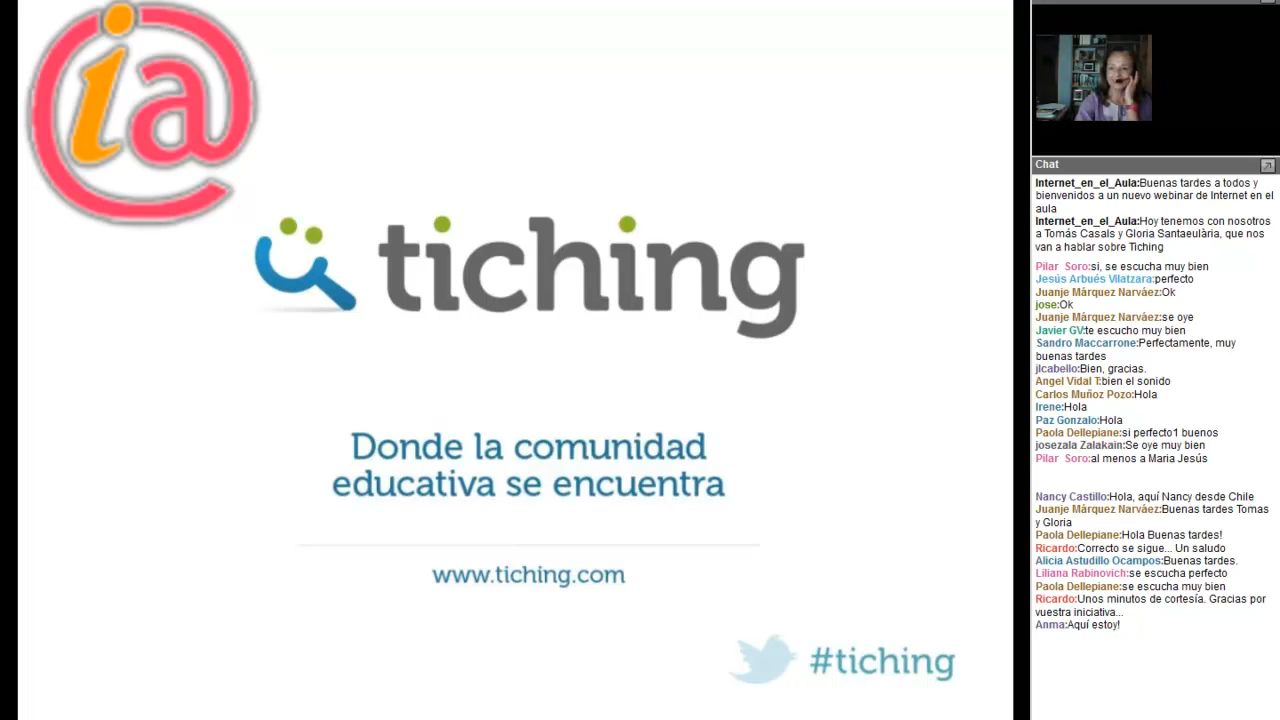 ia
tiching
Donde la comunidad
educativa se encuentra
www.tiching.com
#tiching
Chat
Internet_en_el_Aula:Buenas tardes a todos y
bienvenidos a un nuevo webinar de Internet en el
aula
Internet_en_el_Aula:Hoy tenemos con nosotros
a Tomás Casals y Gloria Santaeulària, que nos
van a hablar sobre Tiching
Pilar Soro:si, se escucha muy bien
Jesús Arbués Vilatzara:perfecto
Juanje Márquez Narváez:Ok
jose:Ok
Juanje Márquez Narváez:se oye
Javier GV:te escucho muy bien
Sandro Maccarrone:Perfectamente, muy
buenas tardes
jlcabello:Bien, gracias.
Angel Vidal T:bien el sonido
Carlos Muñoz Pozo:Hola
Irene:Hola
Paz Gonzalo:Hola
Paola Dellepiane:si perfecto1 buenos
josezala Zalakain:Se oye muy bien
Pilar Soro:al menos a Maria Jesús
Nancy Castillo:Hola, aquí Nancy desde Chile
Juanje Márquez Narváez:Buenas tardes Tomas
y Gloria
Paola Dellepiane:Hola Buenas tardes!
Ricardo:Correcto se sigue... Un saludo
Alicia Astudillo Ocampos:Buenas tardes.
Liliana Rabinovich:se escucha perfecto
Paola Dellepiane:se escucha muy bien
Ricardo:Unos minutos de cortesía. Gracias por
vuestra iniciativa...
Anma:Aquí estoy!